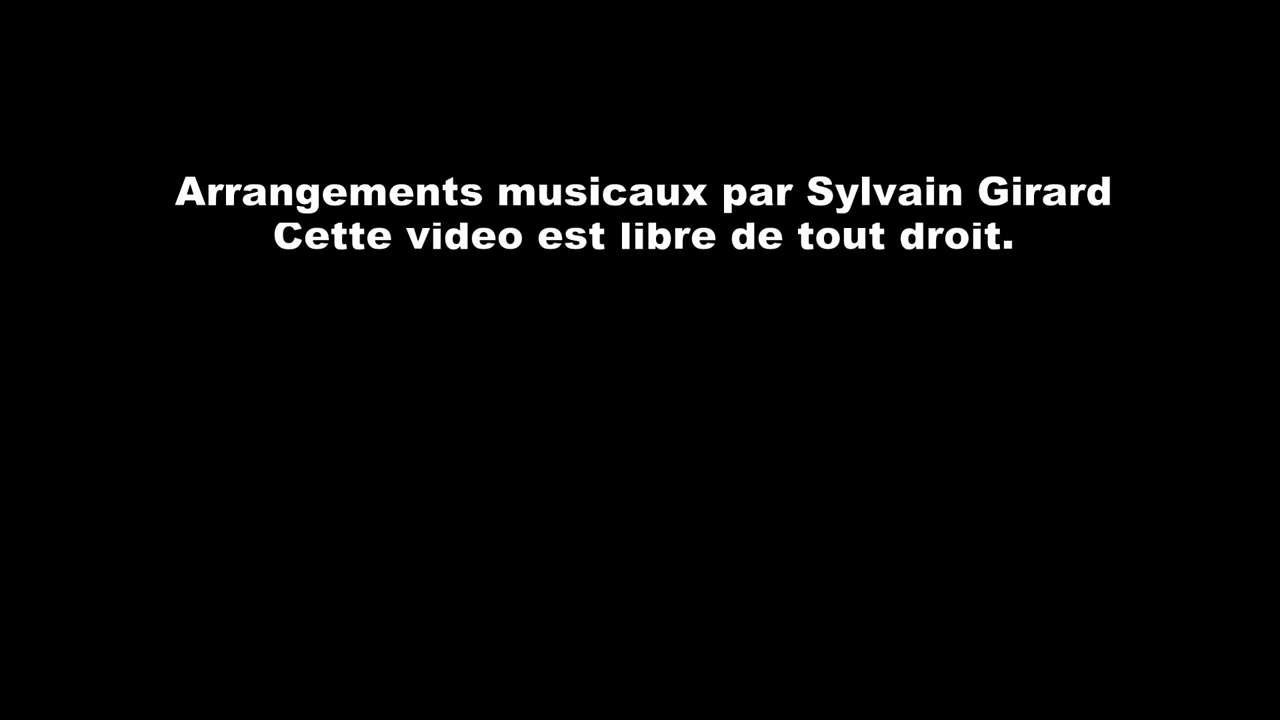 Arrangements musicaux par Sylvain Girard
Cette video est libre de tout droit.